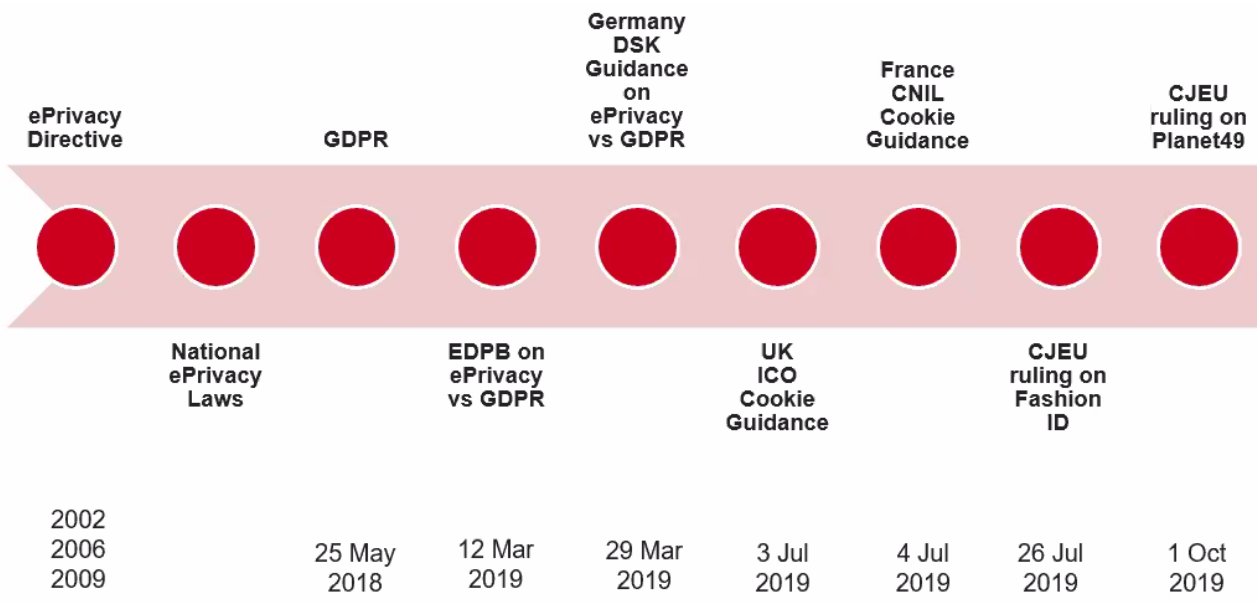 ePrivacy
Directive
GDPR
Germany
DSK
Guidance
on
ePrivacy
vs GDPR
France
CNIL
Cookie
Guidance
CJEU
ruling on
Planet49
National
ePrivacy
Laws
EDPB on
ePrivacy
vs GDPR
UK
ICO
Cookie
Guidance
CJEU
ruling on
Fashion
ID
2002
2006
2009
25 May
2018
12 Mar
2019
29 Mar
2019
3 Jul
2019
4 Jul
2019
26 Jul
2019
1 Oct
2019